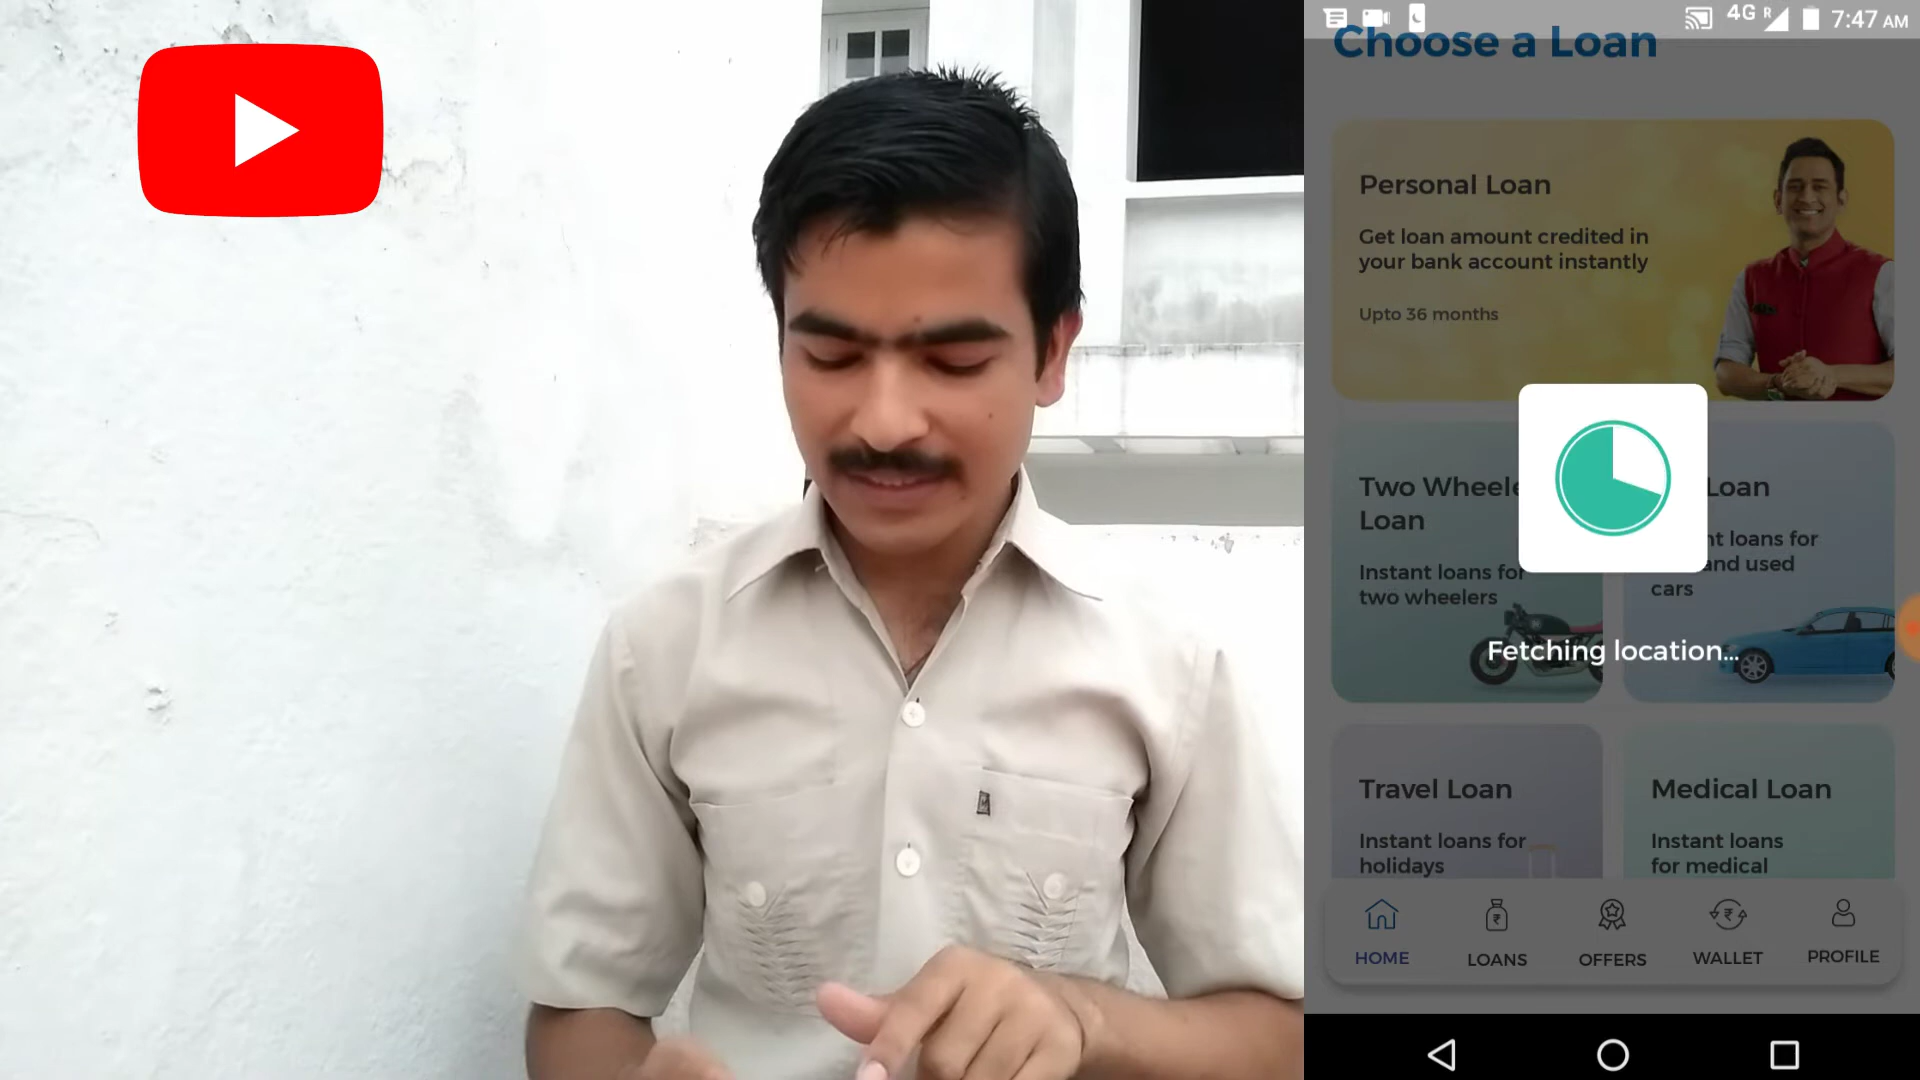 4G R 7:47 AM
Choose a Loan
Personal Loan
Get loan amount credited in
your bank account instantly
Upto 36 months
Two Wheele
Loan
Instant loans for
two wheelers
Loan
nt loans for
and used
cars
Fetching location...
Travel Loan
Instant loans for
holidays
Medical Loan
Instant loans
for medical
HOME
LOANS
OFFERS
WALLET
PROFILE